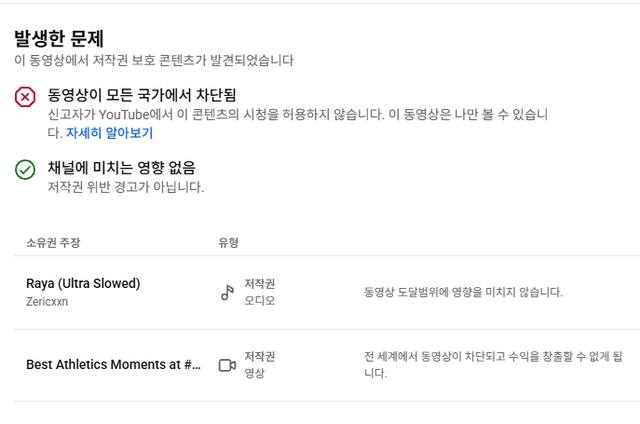 발생한 문제
이 동영상에서 저작권 보호 콘텐츠가 발견되었습니다
동영상이 모든 국가에서 차단됨
신고자가 YouTube에서 이 콘텐츠의 시청을 허용하지 않습니다. 이 동영상은 나만 볼 수 있습니
다. 자세히 알아보기
채널에 미치는 영향 없음
저작권 위반 경고가 아닙니다.
소유권 주장 유형
Raya (Ultra Slowed) 저작권
Zericxxn 오디오
동영상 도달범위에 영향을 미치지 않습니다.
Best Athletics Moments at #... 저작권
영상
전 세계에서 동영상이 차단되고 수익을 창출할 수 없게 됩
니다.